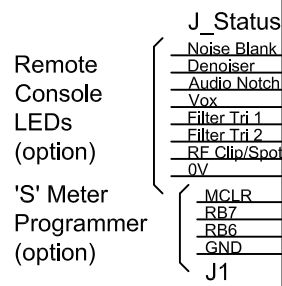 J_Status
Noise Blank
Denoiser
Audio Notch
Vox
Filter Tri 1
Filter Tri 2
RF Clip/Spot
0V
Remote
Console
LEDs
(option)
'S' Meter
Programmer
(option)
MCLR
RB7
RB6
GND
J1